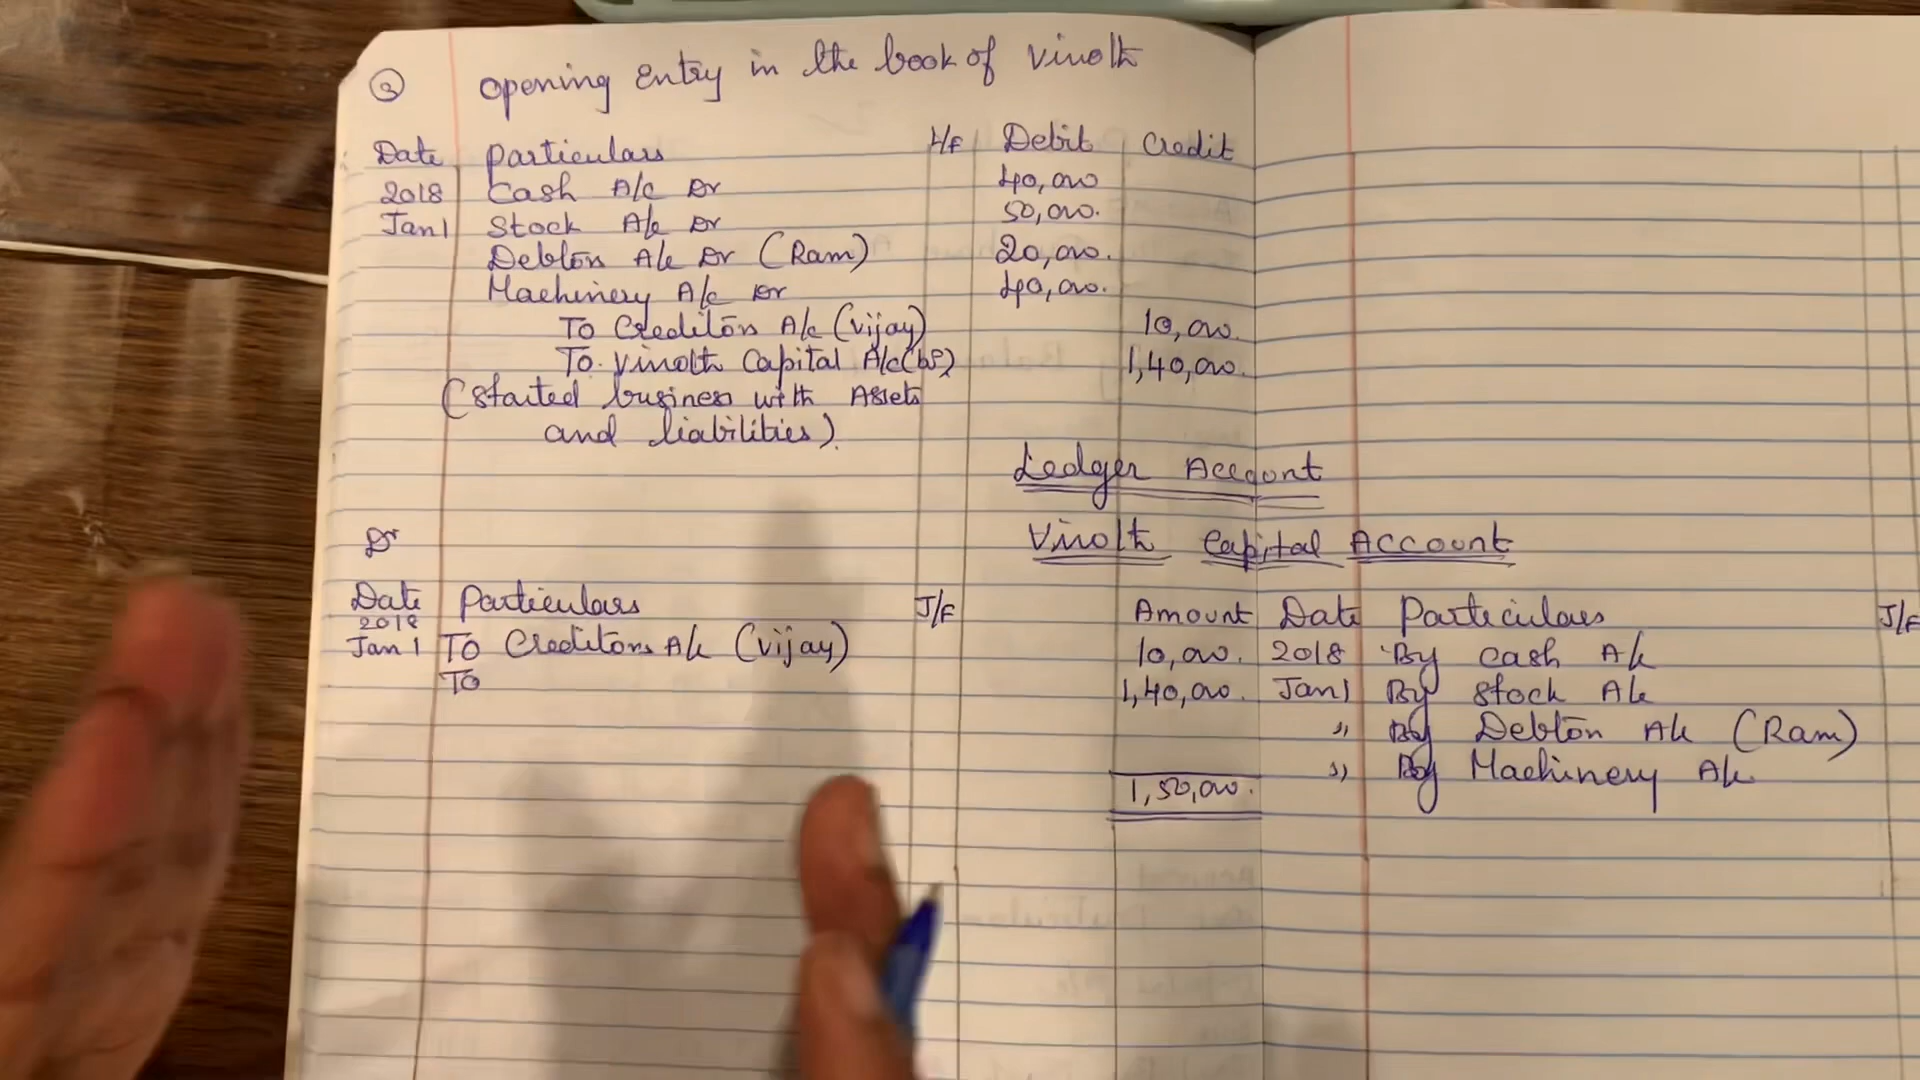 3 Opening Entry in the book of Vinoth
Date Particulars L/F Debit Credit
2018 Cash A/c Dr 40,000
Jan 1 Stock A/c Dr 50,000.
Debtors A/c Dr (Ram) 20,000.
Machinery A/c Dr 40,000.
To Creditors A/c (Vijay) 10,000.
To. Vinoth Capital A/c (bf) 1,40,000.
(Started business with Assets
and liabilities).
Ledger Account
Dr Vinoth Capital Account
Date Particulars J/F Amount Date Particulars J/F
2018
Jan 1 To Creditors A/c (Vijay) 10,000. 2018 By Cash A/c
To 1,40,000. Jan 1 By Stock A/c
" By Debtors A/c (Ram)
1,50,000. " By Machinery A/c